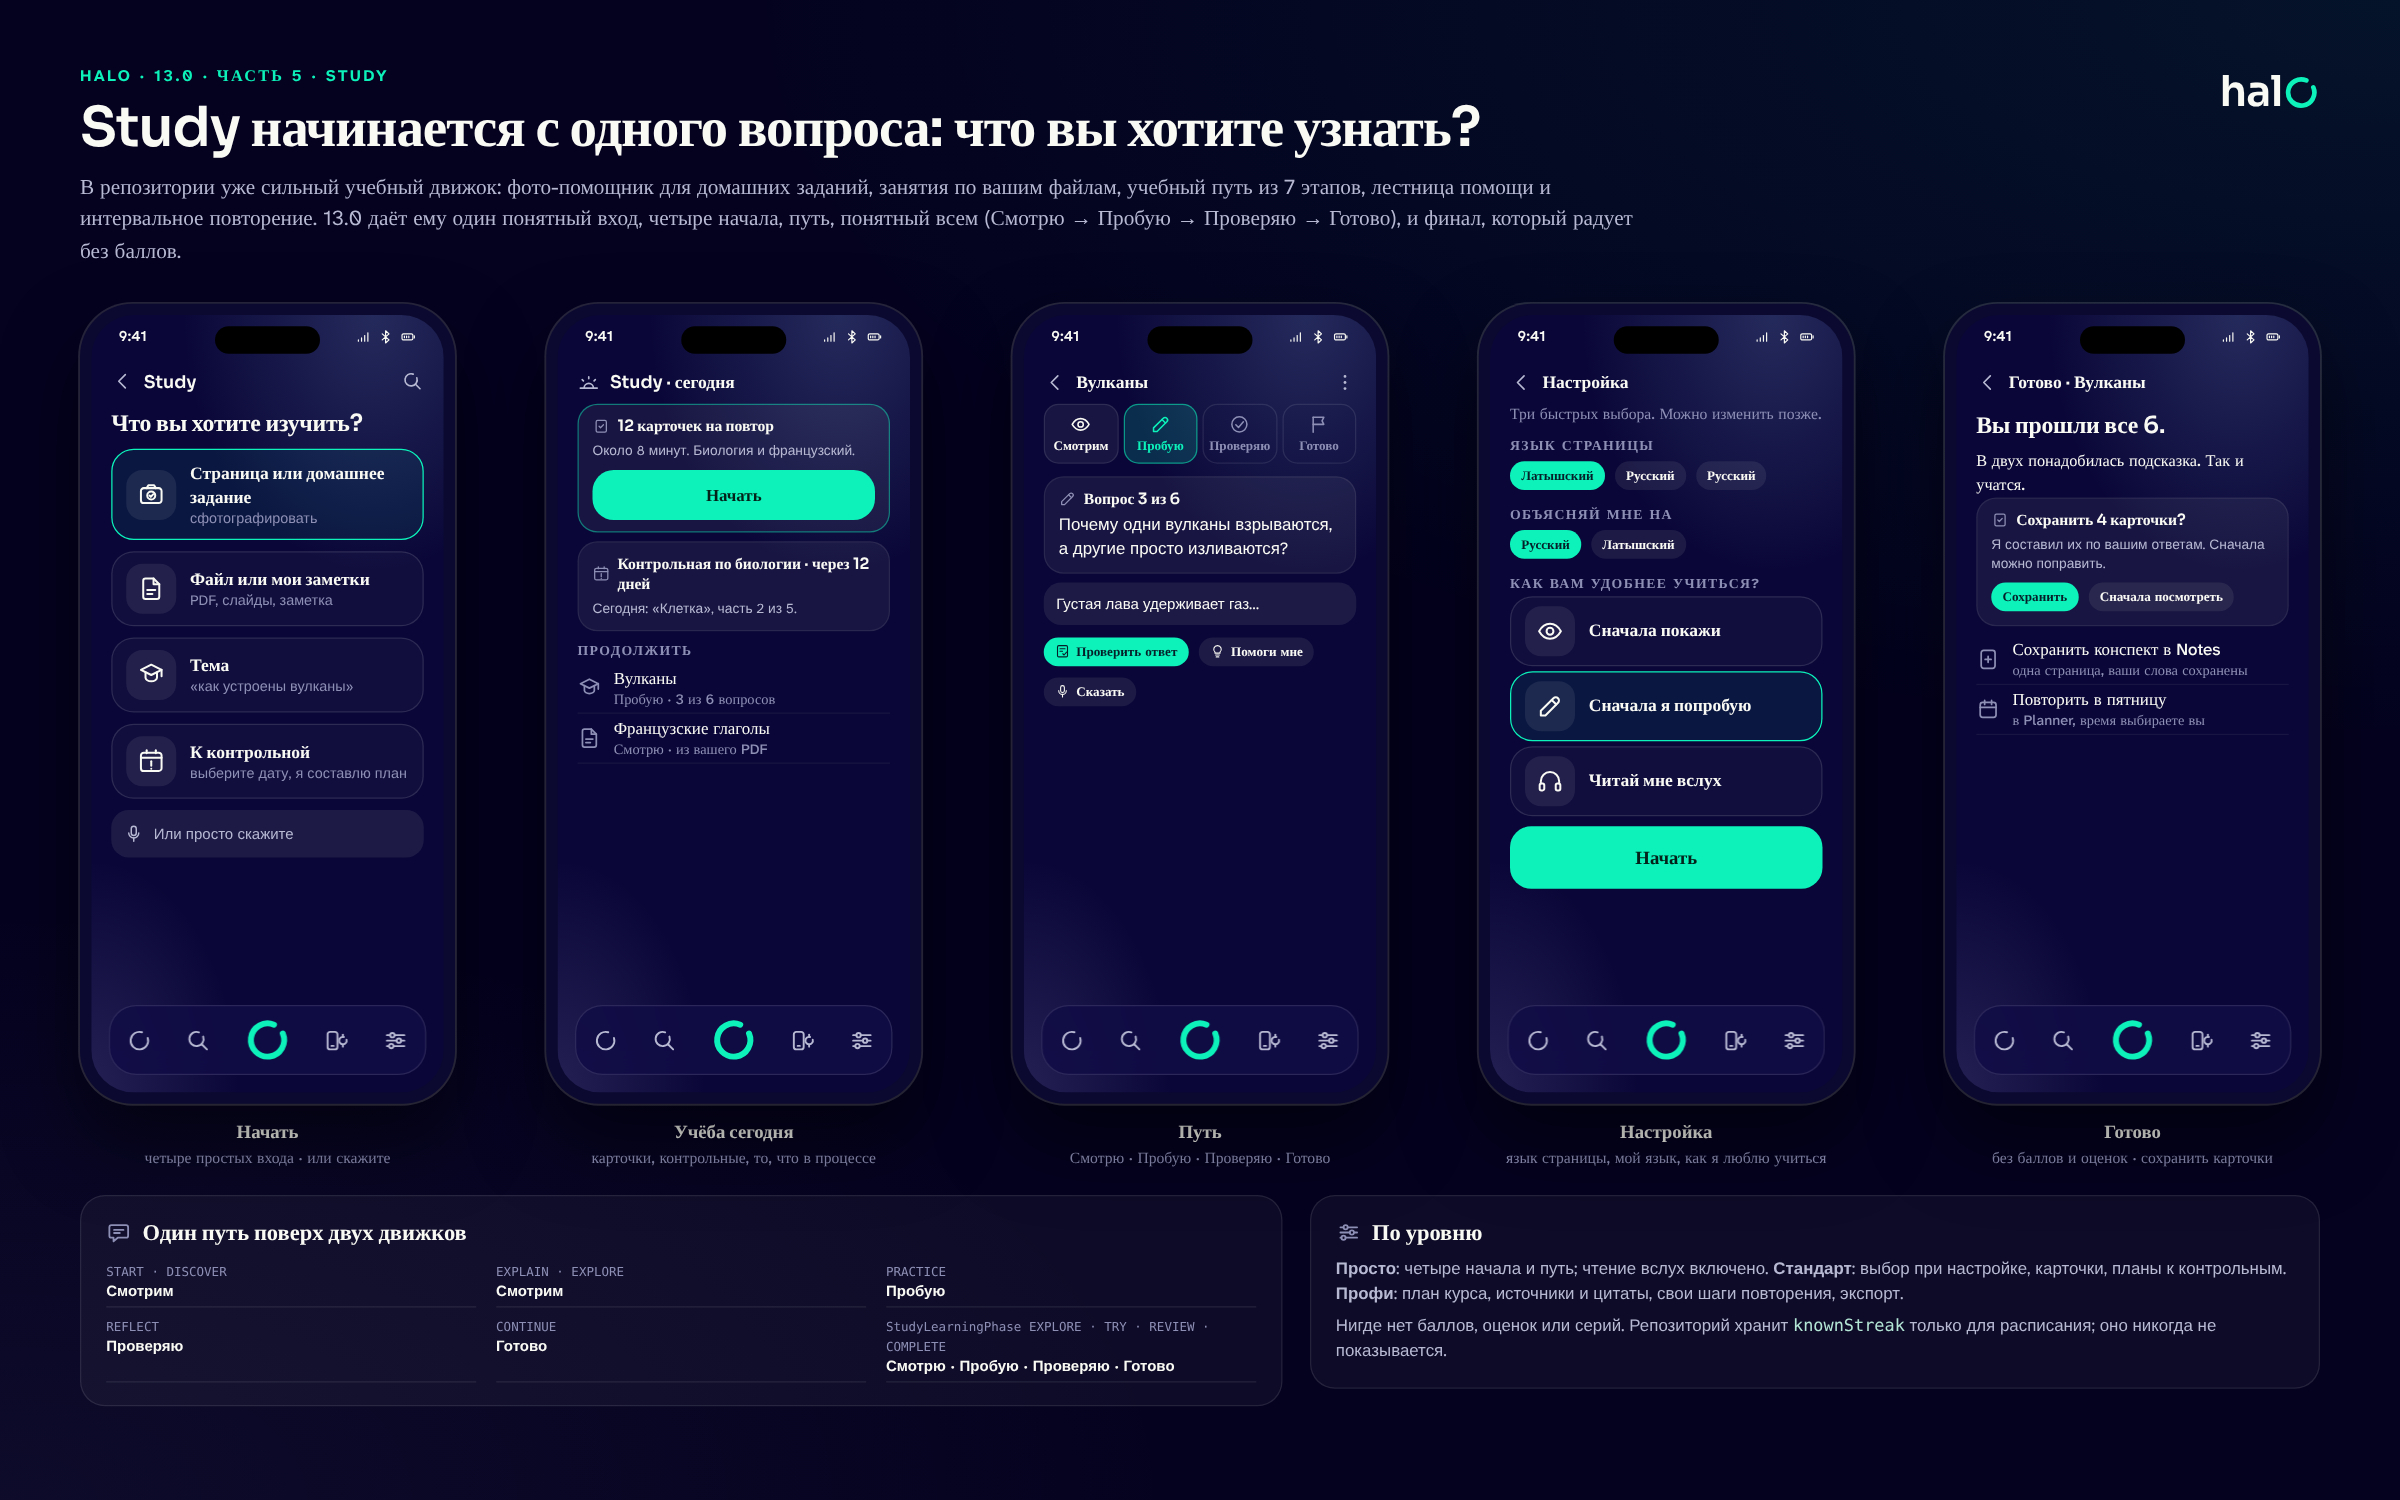 HALO · 13.0 · ЧАСТЬ 5 · STUDY
halo
Study начинается с одного вопроса: что вы хотите узнать?
В репозитории уже сильный учебный движок: фото-помощник для домашних заданий, занятия по вашим файлам, учебный путь из 7 этапов, лестница помощи и
интервальное повторение. 13.0 даёт ему один понятный вход, четыре начала, путь, понятный всем (Смотрю → Пробую → Проверяю → Готово), и финал, который радует
без баллов.
9:41
Study
Что вы хотите изучить?
Страница или домашнее
задание
сфотографировать
Файл или мои заметки
PDF, слайды, заметка
Тема
«как устроены вулканы»
К контрольной
выберите дату, я составлю план
Или просто скажите
Начать
четыре простых входа · или скажите
9:41
Study · сегодня
12 карточек на повтор
Около 8 минут. Биология и французский.
Начать
Контрольная по биологии · через 12
дней
Сегодня: «Клетка», часть 2 из 5.
ПРОДОЛЖИТЬ
Вулканы
Пробую · 3 из 6 вопросов
Французские глаголы
Смотрю · из вашего PDF
Учёба сегодня
карточки, контрольные, то, что в процессе
9:41
Вулканы
Смотрим
Пробую
Проверяю
Готово
Вопрос 3 из 6
Почему одни вулканы взрываются,
а другие просто изливаются?
Густая лава удерживает газ...
Проверить ответ
Помоги мне
Сказать
Путь
Смотрю · Пробую · Проверяю · Готово
9:41
Настройка
Три быстрых выбора. Можно изменить позже.
ЯЗЫК СТРАНИЦЫ
Латышский
Русский
Русский
ОБЪЯСНЯЙ МНЕ НА
Русский
Латышский
КАК ВАМ УДОБНЕЕ УЧИТЬСЯ?
Сначала покажи
Сначала я попробую
Читай мне вслух
Начать
Настройка
язык страницы, мой язык, как я люблю учиться
9:41
Готово · Вулканы
Вы прошли все 6.
В двух понадобилась подсказка. Так и
учатся.
Сохранить 4 карточки?
Я составил их по вашим ответам. Сначала
можно поправить.
Сохранить
Сначала посмотреть
Сохранить конспект в Notes
одна страница, ваши слова сохранены
Повторить в пятницу
в Planner, время выбираете вы
Готово
без баллов и оценок · сохранить карточки
Один путь поверх двух движков
START · DISCOVER
Смотрим
EXPLAIN · EXPLORE
Смотрим
PRACTICE
Пробую
REFLECT
Проверяю
CONTINUE
Готово
StudyLearningPhase EXPLORE · TRY · REVIEW ·
COMPLETE
Смотрю · Пробую · Проверяю · Готово
По уровню
Просто: четыре начала и путь; чтение вслух включено. Стандарт: выбор при настройке, карточки, планы к контрольным.
Профи: план курса, источники и цитаты, свои шаги повторения, экспорт.
Нигде нет баллов, оценок или серий. Репозиторий хранит knownStreak только для расписания; оно никогда не
показывается.